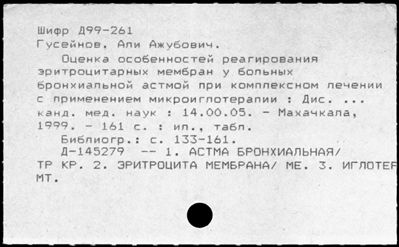 Шифр Д99-261
Гусейнов, Али Ажубович.
Оценка особенностей реагирования
эритроцитарных мембран у больных
бронхиальной астмой при комплексном лечении
с применением микроиглотерапии : Дис. ...
канд. мед. наук : 14.00.05. - Махачкала,
1999. - 161 с. : ил., табл.
Библиогр.: с. 133-161.
Д-145279 -- 1. АСТМА БРОНХИАЛЬНАЯ/
ТР КР. 2. ЭРИТРОЦИТА МЕМБРАНА/ МЕ. 3. ИГЛОТЕР
МТ.